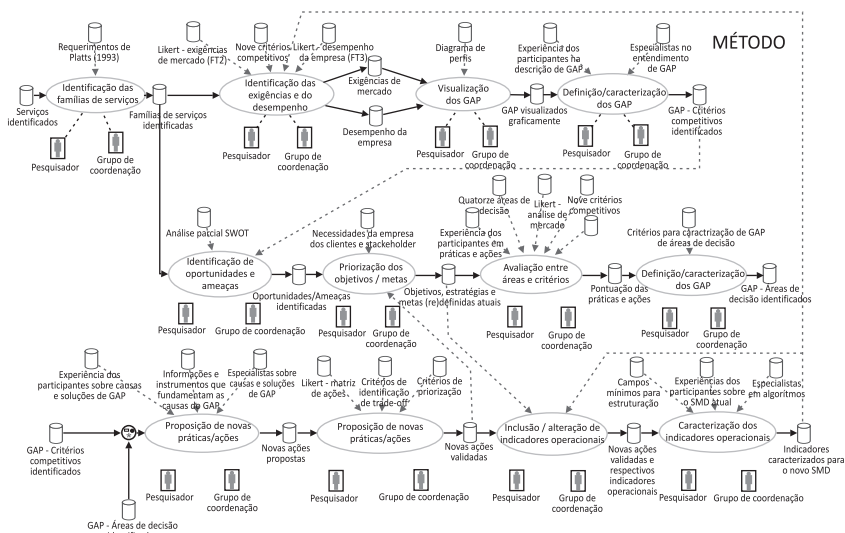 MÉTODO
Requerimentos de
Platts (1993)
Likert - exigências
de mercado (FT2)
Nove critérios
competitivos
Likert - desempenho
da empresa (FT3)
Diagrama de
perfis
Experiência dos
participantes na
descrição de GAP
Especialistas no
entendimento
de GAP
Serviços
identificados
Identificação das
famílias de serviços
Famílias de serviços
identificadas
Identificação das
exigências e do
desempenho
Exigências de
mercado
Desempenho da
empresa
Visualização
dos GAP
GAP visualizados
graficamente
Definição/caracterização
dos GAP
GAP - Critérios
competitivos
identificados
Pesquisador
Grupo de
coordenação
Pesquisador
Grupo de
coordenação
Pesquisador
Grupo de
coordenação
Pesquisador
Grupo de
coordenação
Análise parcial SWOT
Necessidades da empresa
dos clientes e stackeholder
Experiência dos
participantes em
práticas e ações
Quatorze áreas de
decisão
Likert -
análise de
mercado
Nove critérios
competitivos
Critérios para caractrização de GAP
de áreas de decisão
Identificação de
oportunidades e
ameaças
Oportunidades/Ameaças
identificadas
Priorização dos
objetivos / metas
Objetivos, estratégias e
metas (re)definidas atuais
Avaliação entre
áreas e critérios
Pontuação das
práticas e ações
Definição/caracterização
dos GAP
GAP - Áreas de
decisão identificados
Pesquisador
Grupo de coordenação
Pesquisador
Grupo de
coordenação
Pesquisador
Grupo de
coordenação
Pesquisador
Grupo de
coordenação
Experiência dos
participantes sobre causas
e soluções de GAP
Informações e
instrumentos que
fundamentam as
causas do GAP
Especialistas sobre
causas e soluções
de GAP
Likert - matriz
de ações
Critérios de
identificação
de trade-off
Critérios de
priorização
Campos
mínimos para
estruturação
Experiências dos
participantes sobre
o SMD atual
Especialistas
em algorítmos
GAP - Critérios
competitivos
identificados
Proposição de novas
práticas/ações
Novas ações
propostas
Proposição de novas
práticas/ações
Novas ações
validadas
Inclusão / alteração de
indicadores operacionais
Novas ações
validadas e
respectivos
indicadores
operacionais
Caracterização dos
indicadores operacionais
Indicadores
caracterizados para
o novo SMD
Pesquisador
Grupo de
coordenação
Pesquisador
Grupo de coordenação
Pesquisador
Grupo de
coordenação
Pesquisador
Grupo de coordenação
GAP - Áreas de decisão